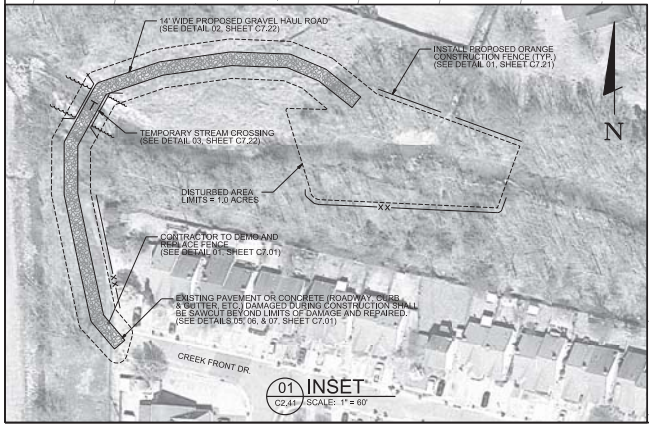 14' WIDE PROPOSED GRAVEL HAUL ROAD
(SEE DETAIL 02, SHEET C7.22)
INSTALL PROPOSED ORANGE
CONSTRUCTION FENCE (TYP.)
(SEE DETAIL 01, SHEET C7.21)
N
TEMPORARY STREAM CROSSING
(SEE DETAIL 03, SHEET C7.22)
DISTURBED AREA
LIMITS = 1.0 ACRES
XX
CONTRACTOR TO DEMO AND
REPLACE FENCE
(SEE DETAIL 01, SHEET C7.01)
XX
EXISTING PAVEMENT OR CONCRETE (ROADWAY, CURB
& GUTTER, ETC.) DAMAGED DURING CONSTRUCTION SHALL
BE SAWCUT BEYOND LIMITS OF DAMAGE AND REPAIRED.
(SEE DETAILS 05, 06, & 07, SHEET C7.01)
CREEK FRONT DR.
01 INSET
C2.41 SCALE: 1" = 60'